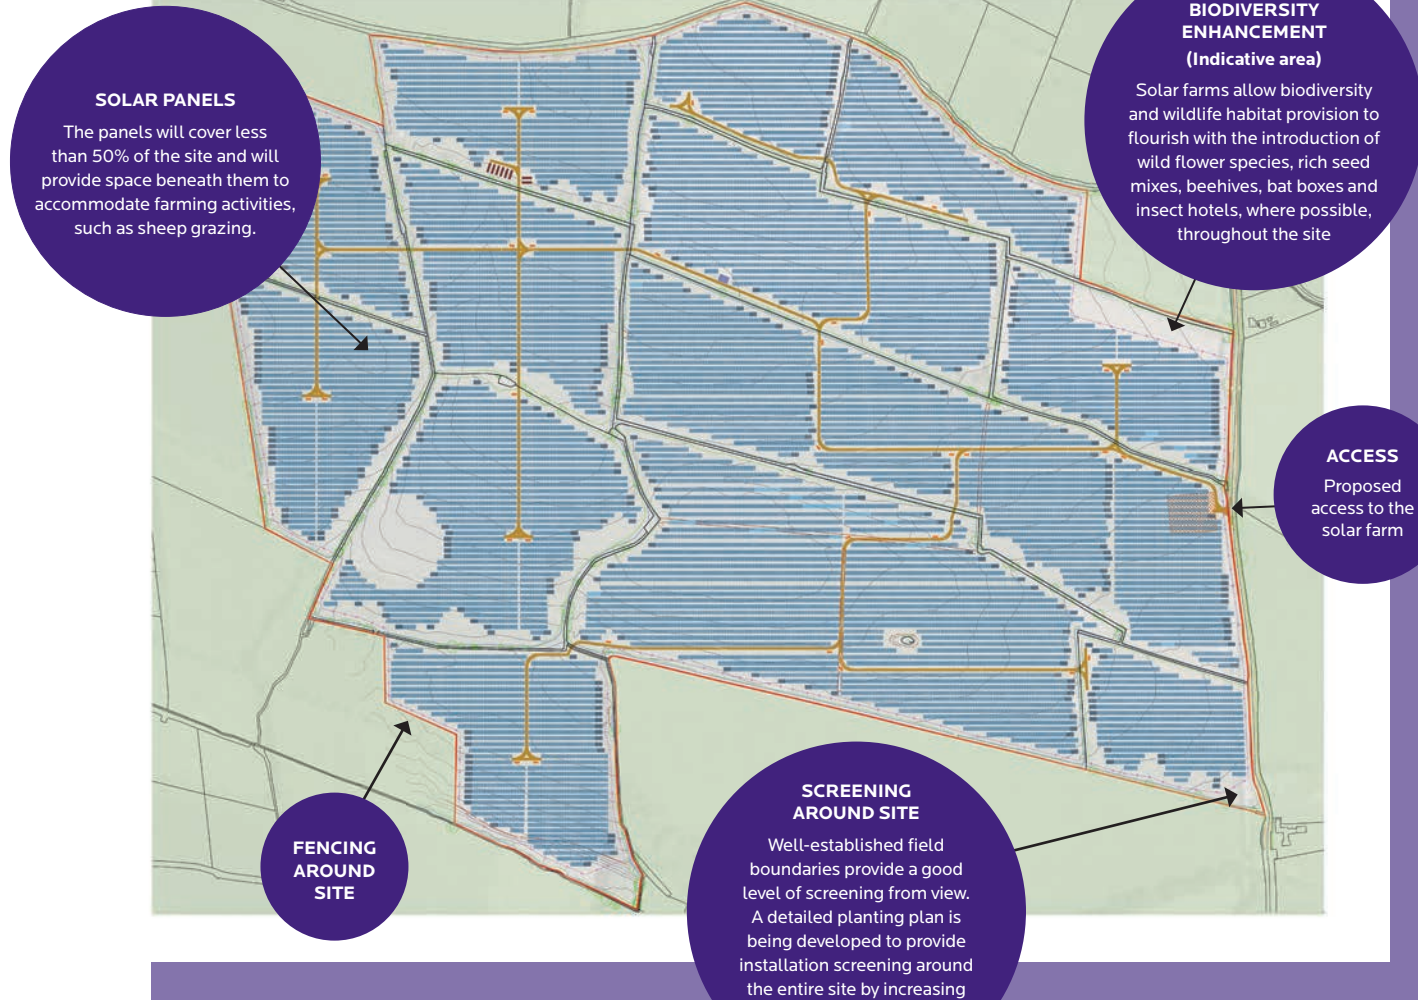 SOLAR PANELS
The panels will cover less
than 50% of the site and will
provide space beneath them to
accommodate farming activities,
such as sheep grazing.
BIODIVERSITY
ENHANCEMENT
(Indicative area)
Solar farms allow biodiversity
and wildlife habitat provision to
flourish with the introduction of
wild flower species, rich seed
mixes, beehives, bat boxes and
insect hotels, where possible,
throughout the site
ACCESS
Proposed
access to the
solar farm
FENCING
AROUND
SITE
SCREENING
AROUND SITE
Well-established field
boundaries provide a good
level of screening from view.
A detailed planting plan is
being developed to provide
installation screening around
the entire site by increasing